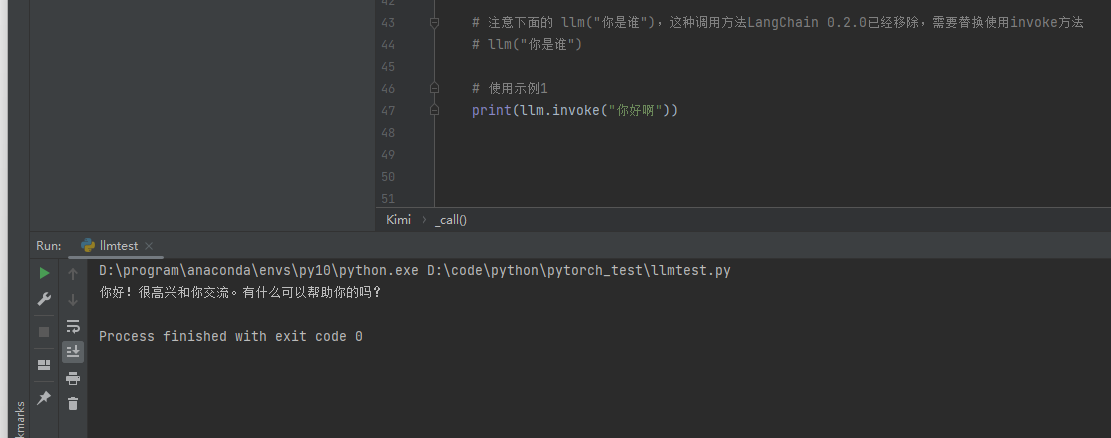 42
43 # 注意下面的 llm("你是谁"),这种调用方法LangChain 0.2.0已经移除,需要替换使用invoke方法
44 # llm("你是谁")
45
46 # 使用示例1
47 print(llm.invoke("你好啊"))
48
49
50
51
Kimi › _call()
Run: llmtest ×
D:\program\anaconda\envs\py10\python.exe D:\code\python\pytorch_test\llmtest.py
你好！很高兴和你交流。有什么可以帮助你的吗？
Process finished with exit code 0
kmarks